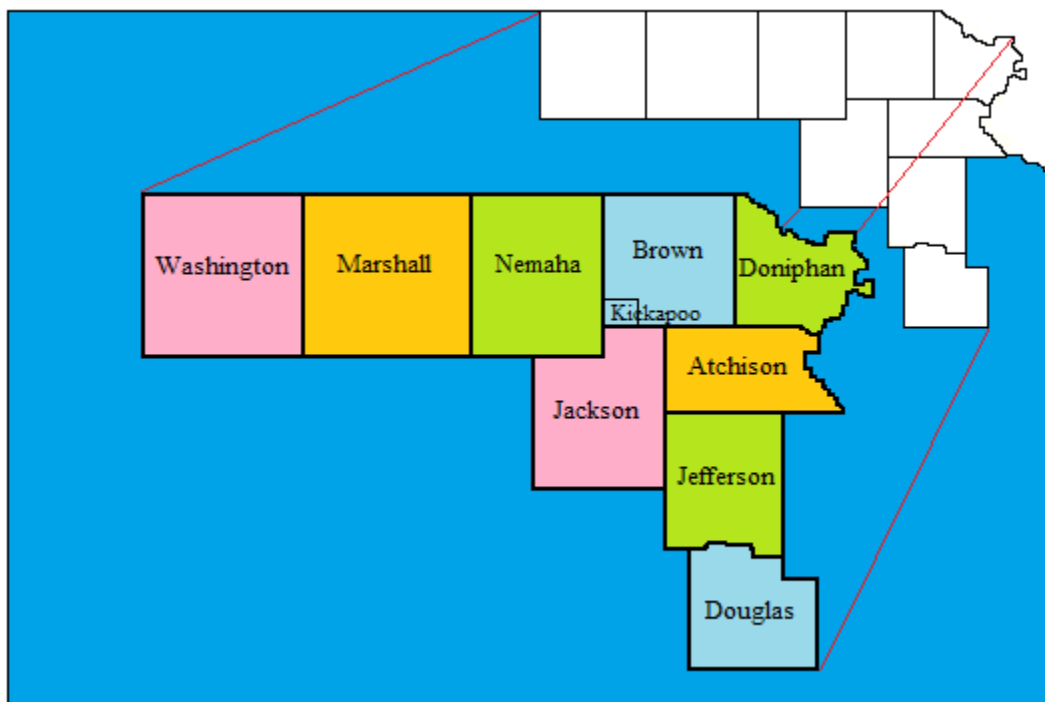 Washington
Marshall
Nemaha
Brown
Doniphan
Kickapoo
Atchison
Jackson
Jefferson
Douglas